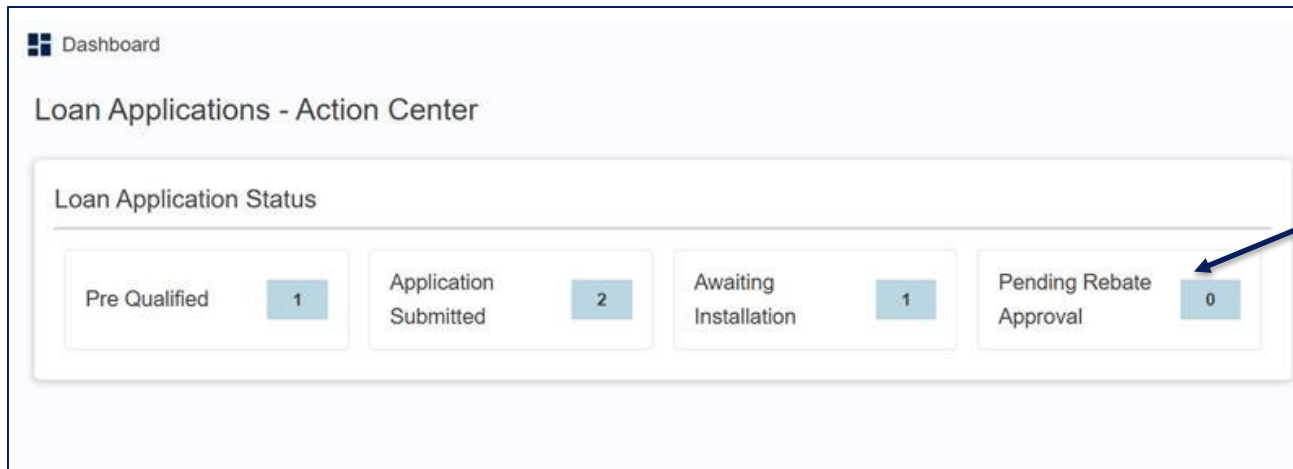 Dashboard
Loan Applications - Action Center
Loan Application Status
Pre Qualified 1
Application Submitted 2
Awaiting Installation 1
Pending Rebate Approval 0